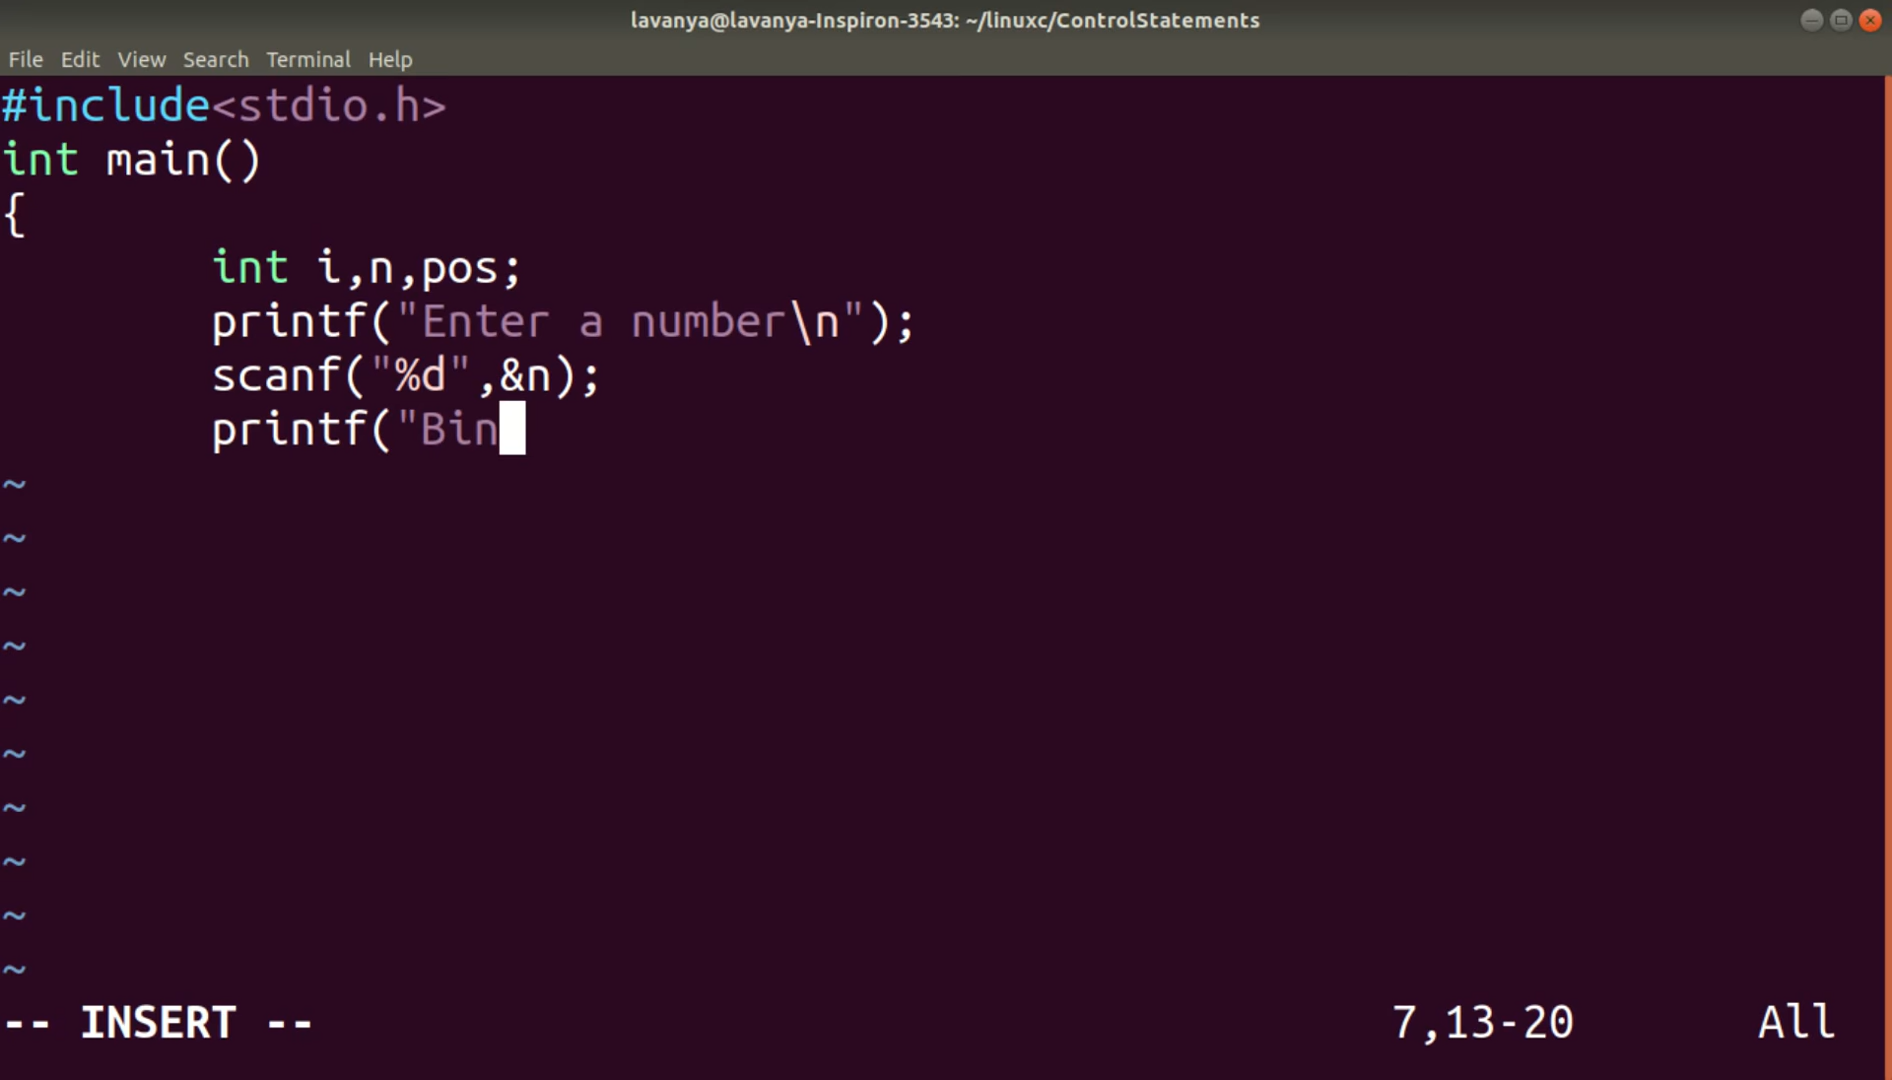 lavanya@lavanya-Inspiron-3543: ~/linuxc/ControlStatements
File Edit View Search Terminal Help
#include<stdio.h>
int main()
{
        int i,n,pos;
        printf("Enter a number\n");
        scanf("%d",&n);
        printf("Bin
~
~
~
~
~
~
~
~
~
~
-- INSERT -- 7,13-20 All